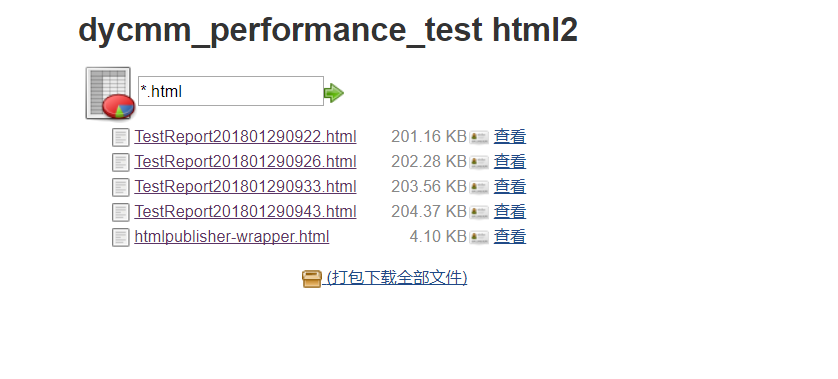 dycmm_performance_test html2
*.html
TestReport201801290922.html 201.16 KB 查看
TestReport201801290926.html 202.28 KB 查看
TestReport201801290933.html 203.56 KB 查看
TestReport201801290943.html 204.37 KB 查看
htmlpublisher-wrapper.html 4.10 KB 查看
(打包下载全部文件)